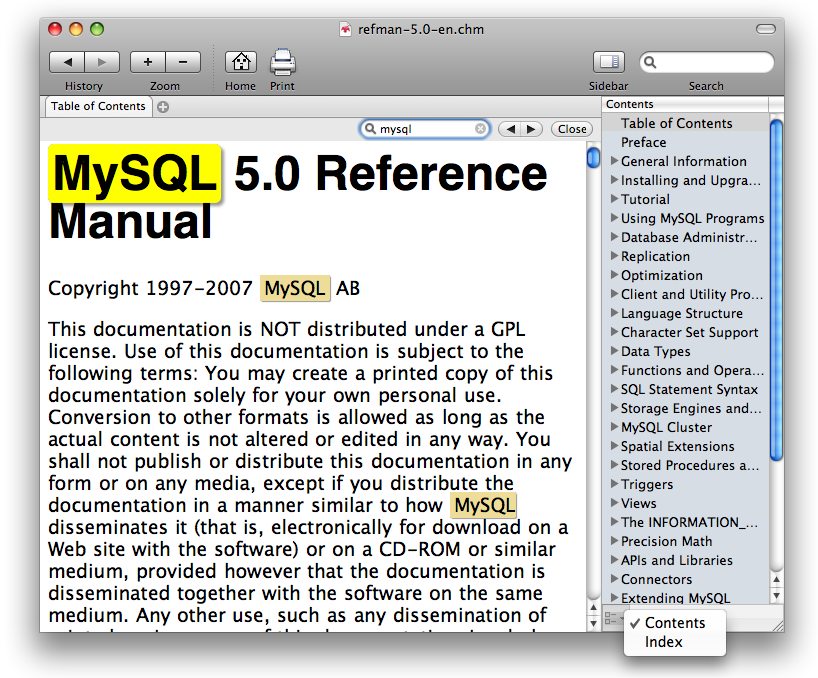 refman-5.0-en.chm
History
Zoom
Home
Print
Sidebar
Search
Table of Contents
mysql
Close
MySQL 5.0 Reference
Manual
Copyright 1997-2007 MySQL AB
This documentation is NOT distributed under a GPL
license. Use of this documentation is subject to the
following terms: You may create a printed copy of this
documentation solely for your own personal use.
Conversion to other formats is allowed as long as the
actual content is not altered or edited in any way. You
shall not publish or distribute this documentation in any
form or on any media, except if you distribute the
documentation in a manner similar to how MySQL
disseminates it (that is, electronically for download on a
Web site with the software) or on a CD-ROM or similar
medium, provided however that the documentation is
disseminated together with the software on the same
medium. Any other use, such as any dissemination of
Contents
Table of Contents
Preface
General Information
Installing and Upgra...
Tutorial
Using MySQL Programs
Database Administr...
Replication
Optimization
Client and Utility Pro...
Language Structure
Character Set Support
Data Types
Functions and Opera...
SQL Statement Syntax
Storage Engines and...
MySQL Cluster
Spatial Extensions
Stored Procedures a...
Triggers
Views
The INFORMATION_...
Precision Math
APIs and Libraries
Connectors
Extending MySQL
Contents
Index